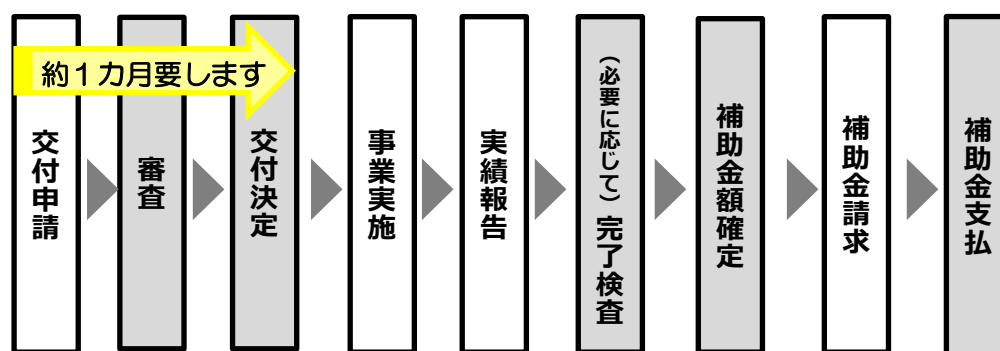 約１カ月要します
交付申請
審査
交付決定
事業実施
実績報告
（必要に応じて）完了検査
補助金額確定
補助金請求
補助金支払